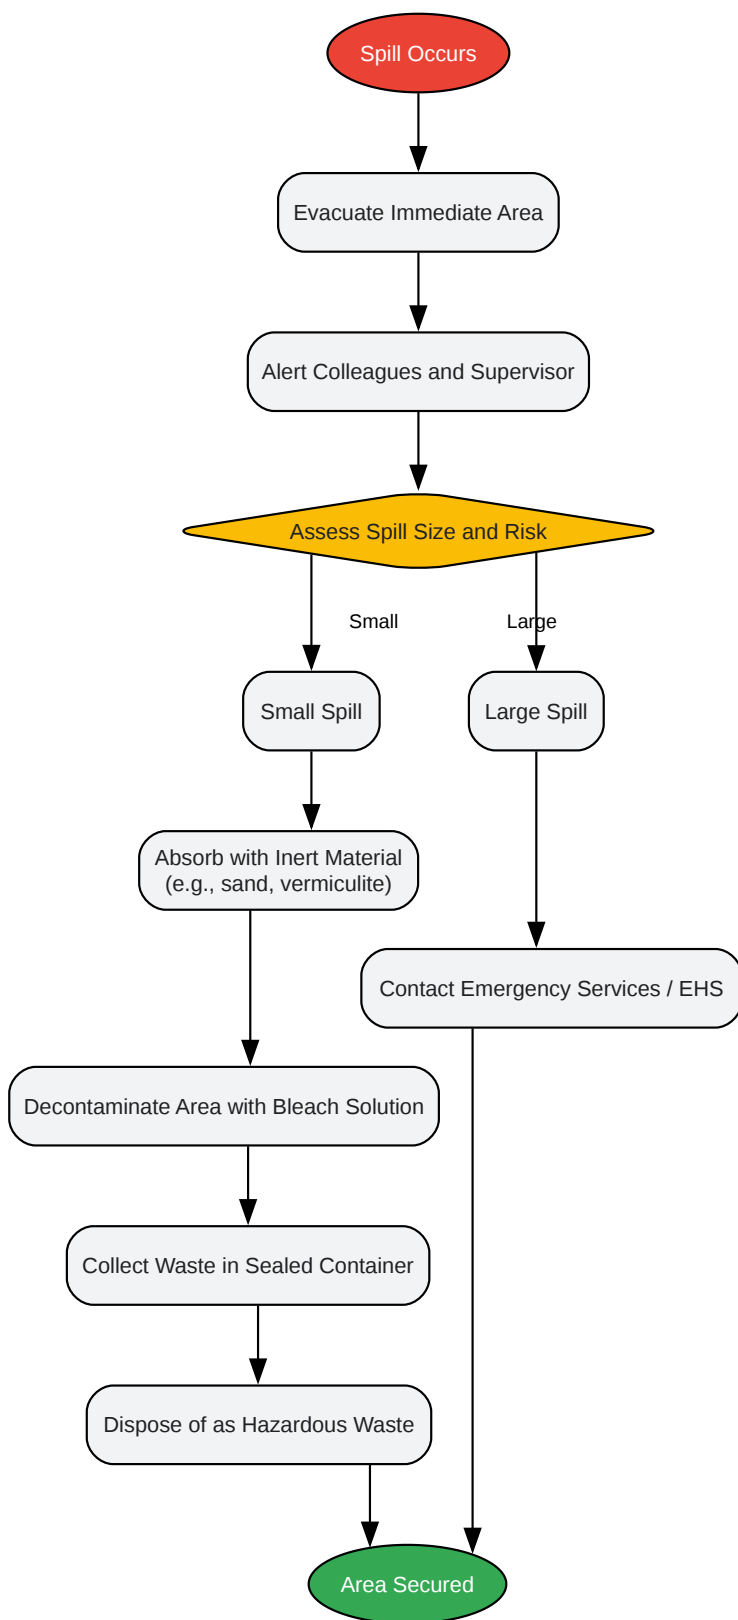 Spill Occurs
Evacuate Immediate Area
Alert Colleagues and Supervisor
Assess Spill Size and Risk
Small
Large
Small Spill
Large Spill
Absorb with Inert Material
(e.g., sand, vermiculite)
Contact Emergency Services / EHS
Decontaminate Area with Bleach Solution
Collect Waste in Sealed Container
Dispose of as Hazardous Waste
Area Secured